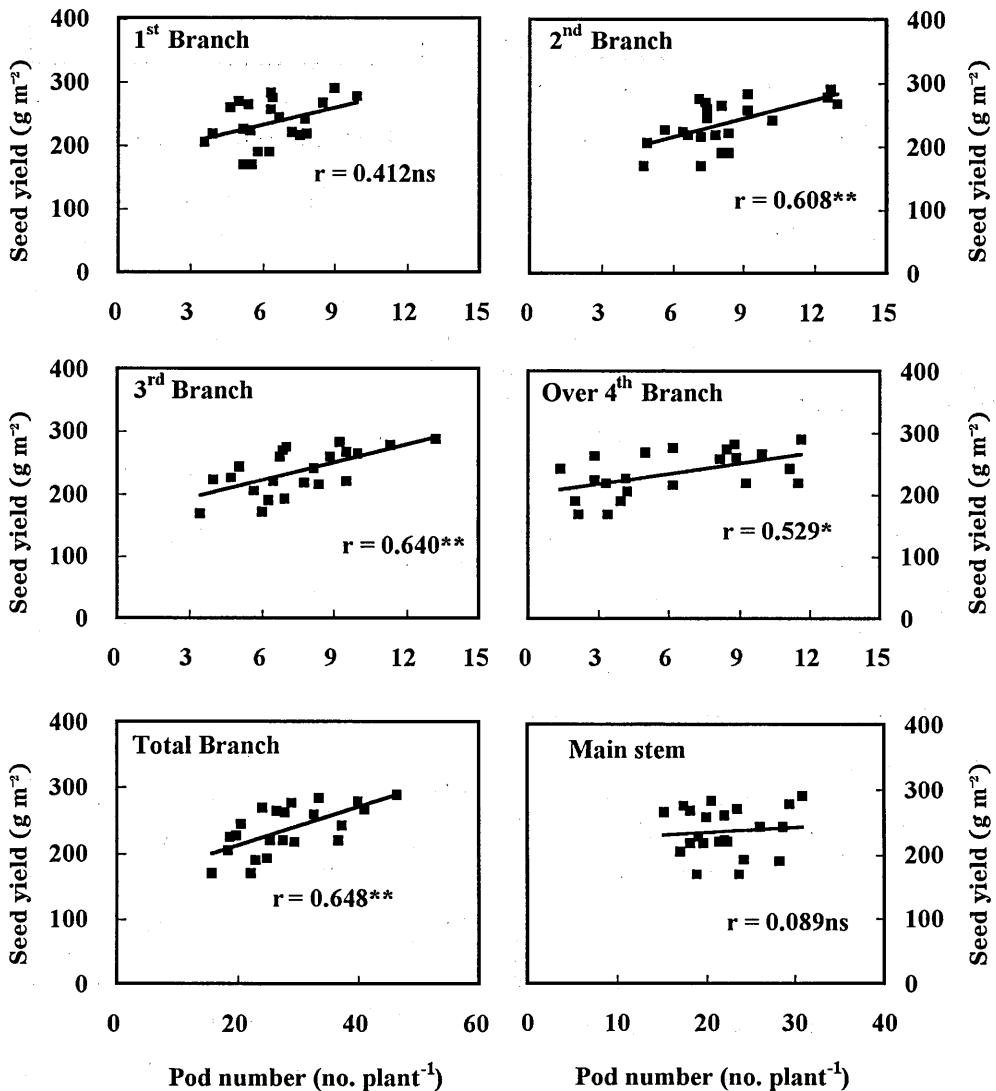 400
300
200
100
0
Seed yield (g m⁻²)
1ˢᵗ Branch
r = 0.412ns
0 3 6 9 12 15
2ⁿᵈ Branch
r = 0.608**
400
300
200
100
0
Seed yield (g m⁻²)
0 3 6 9 12 15
400
300
200
100
0
Seed yield (g m⁻²)
3ʳᵈ Branch
r = 0.640**
0 3 6 9 12 15
Over 4ᵗʰ Branch
r = 0.529*
400
300
200
100
0
Seed yield (g m⁻²)
0 3 6 9 12 15
400
300
200
100
0
Seed yield (g m⁻²)
Total Branch
r = 0.648**
0 20 40 60
Pod number (no. plant⁻¹)
Main stem
r = 0.089ns
400
300
200
100
0
Seed yield (g m⁻²)
0 10 20 30 40
Pod number (no. plant⁻¹)